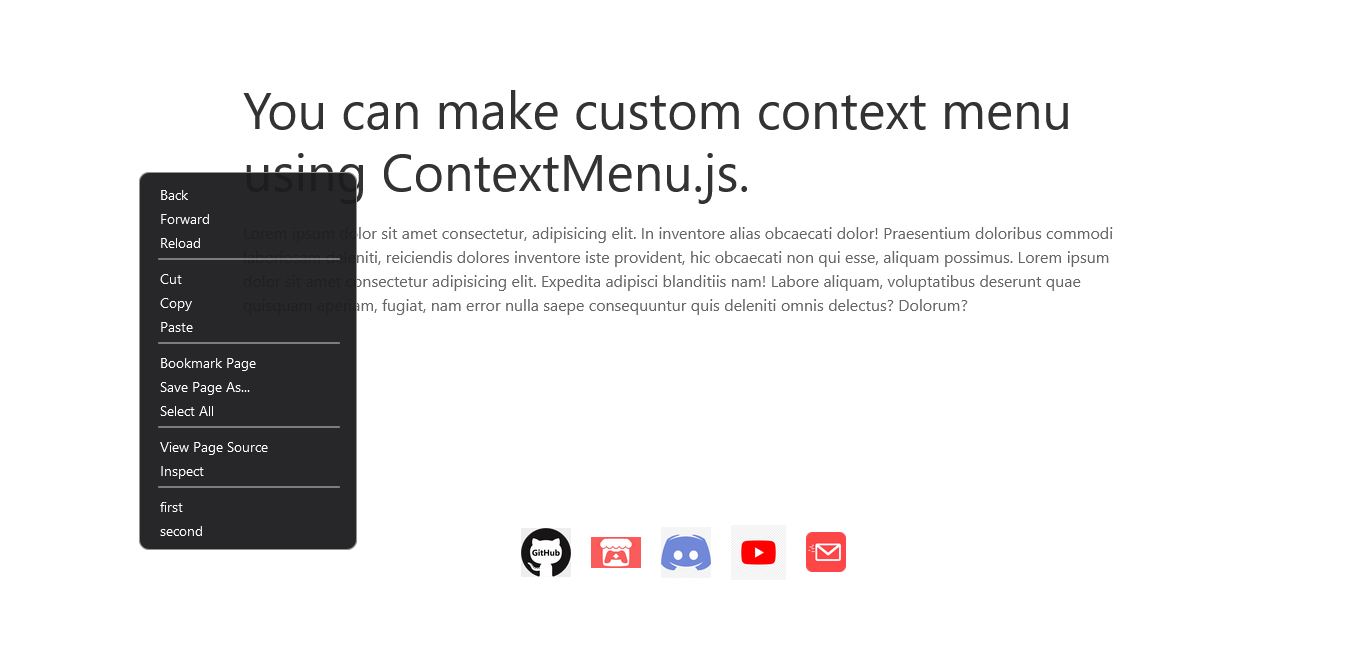 You can make custom context menu
using ContextMenu.js.
Lorem ipsum dolor sit amet consectetur, adipisicing elit. In inventore alias obcaecati dolor! Praesentium doloribus commodi
laboriosam deleniti, reiciendis dolores inventore iste provident, hic obcaecati non qui esse, aliquam possimus. Lorem ipsum
dolor sit amet consectetur adipisicing elit. Expedita adipisci blanditiis nam! Labore aliquam, voluptatibus deserunt quae
quisquam aperiam, fugiat, nam error nulla saepe consequuntur quis deleniti omnis delectus? Dolorum?
Back
Forward
Reload
Cut
Copy
Paste
Bookmark Page
Save Page As...
Select All
View Page Source
Inspect
first
second
GitHub